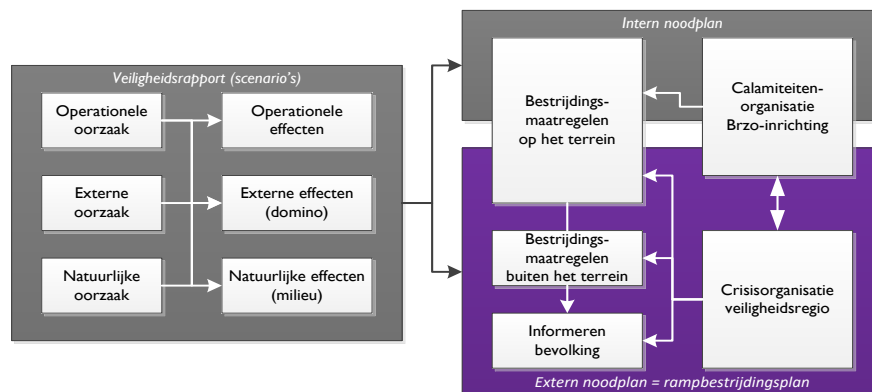 Veiligheidsrapport (scenario's)
Operationele
oorzaak
Operationele
effecten
Externe
oorzaak
Externe effecten
(domino)
Natuurlijke
oorzaak
Natuurlijke effecten
(milieu)
Intern noodplan
Bestrijdings-
maatregelen
op het terrein
Calamiteiten-
organisatie
Brzo-inrichting
Bestrijdings-
maatregelen
buiten het terrein
Informeren
bevolking
Crisisorganisatie
veiligheidsregio
Extern noodplan = rampbestrijdingsplan